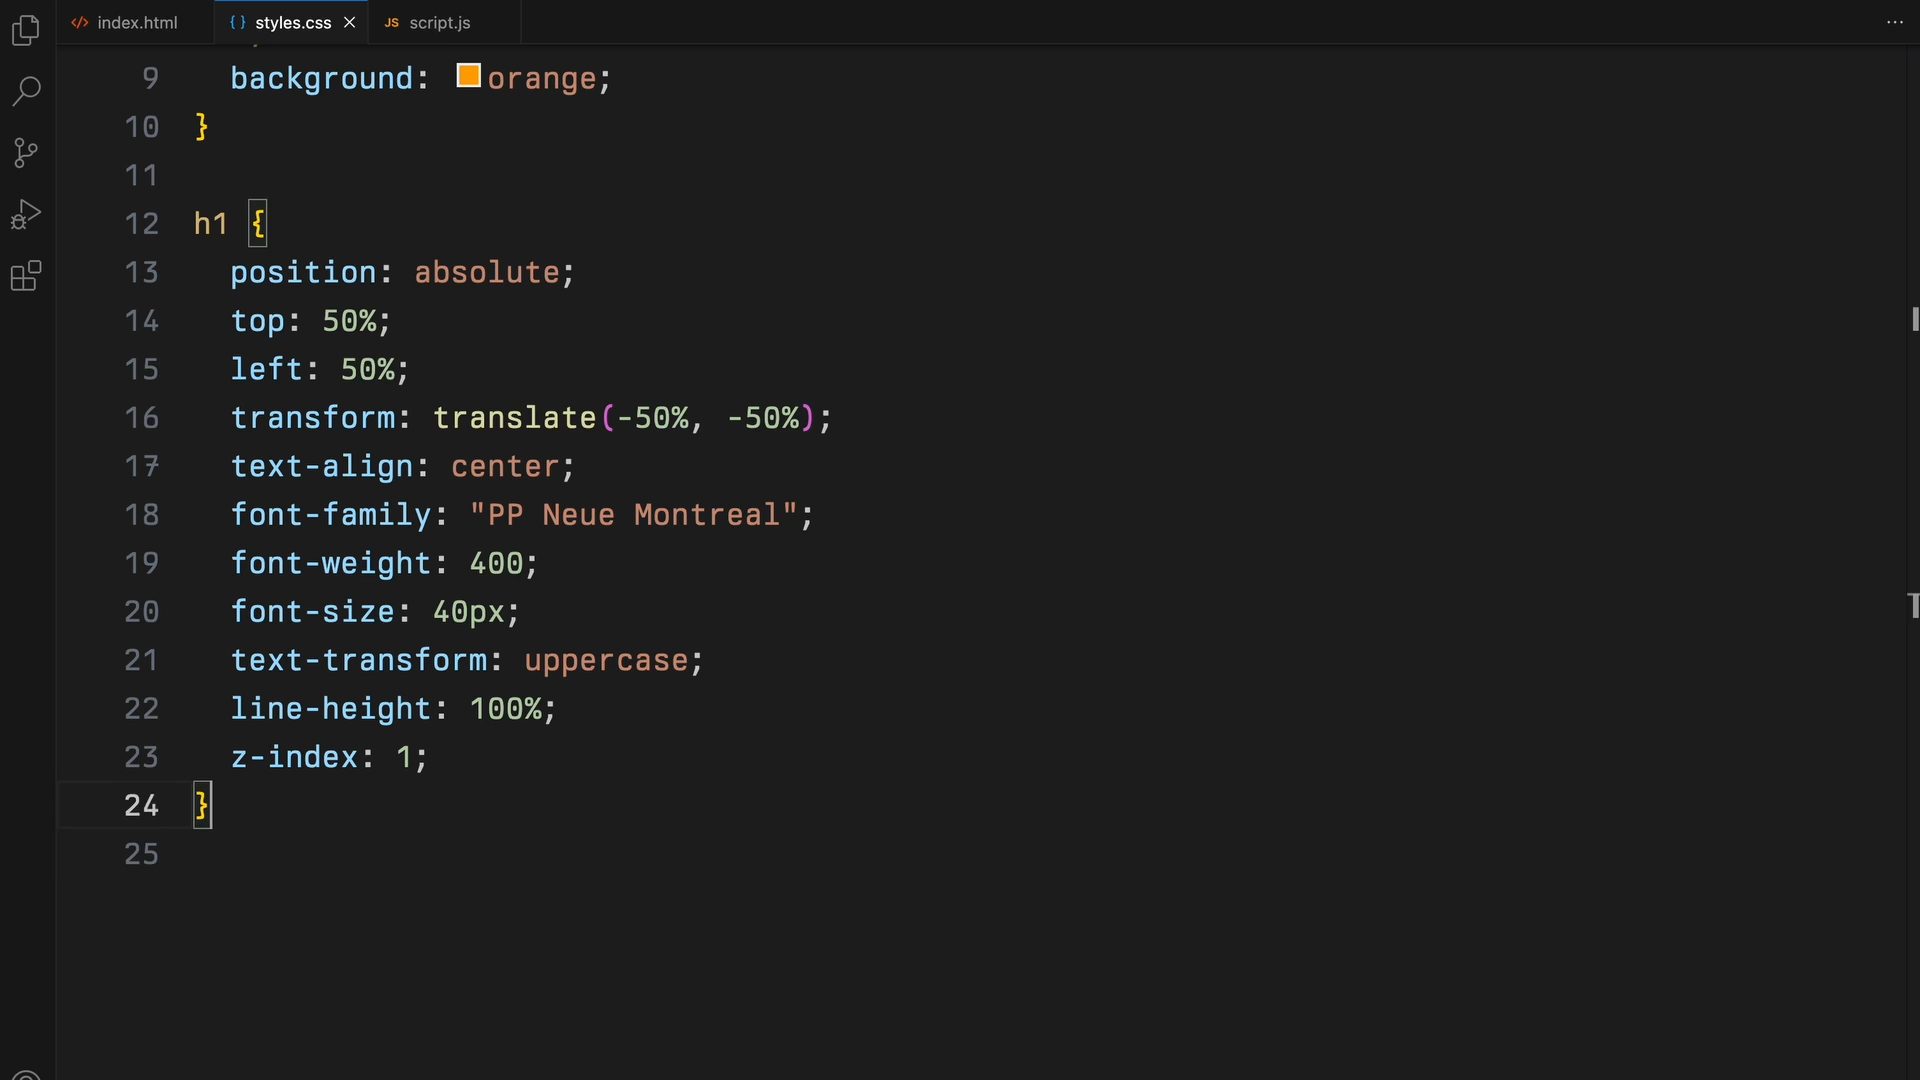 </> index.html {} styles.css × JS script.js ...
9 background: orange;
10 }
11
12 h1 {
13 position: absolute;
14 top: 50%;
15 left: 50%;
16 transform: translate(-50%, -50%);
17 text-align: center;
18 font-family: "PP Neue Montreal";
19 font-weight: 400;
20 font-size: 40px;
21 text-transform: uppercase;
22 line-height: 100%;
23 z-index: 1;
24 }
25